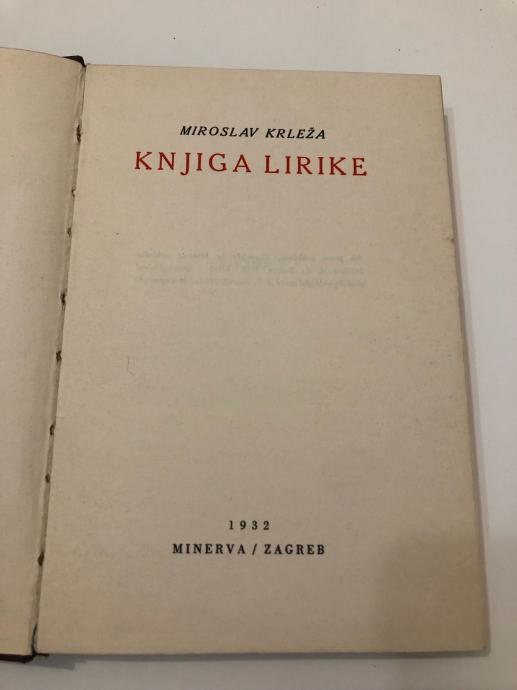 MIROSLAV KRLEŽA
KNJIGA LIRIKE
1932
MINERVA / ZAGREB